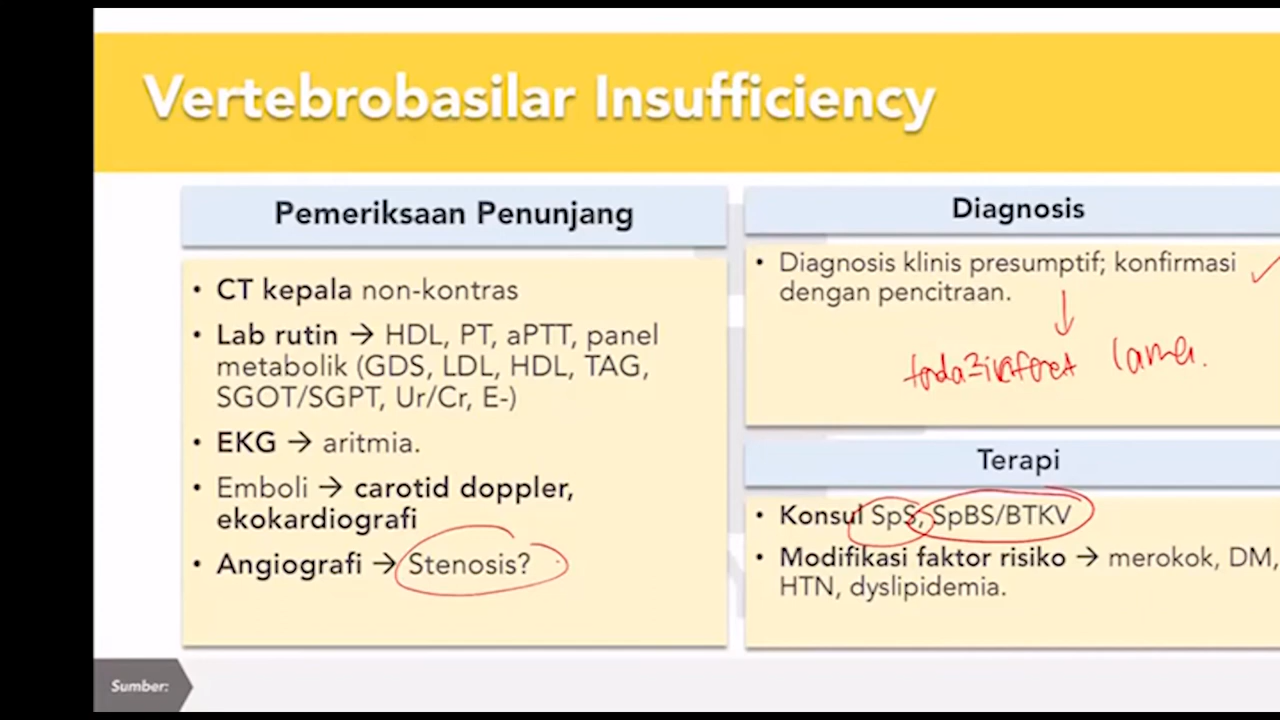 Vertebrobasilar Insufficiency
Pemeriksaan Penunjang
• CT kepala non-kontras
• Lab rutin → HDL, PT, aPTT, panel
metabolik (GDS, LDL, HDL, TAG,
SGOT/SGPT, Ur/Cr, E-)
• EKG → aritmia.
• Emboli → carotid doppler,
ekokardiografi
• Angiografi → Stenosis?
Diagnosis
• Diagnosis klinis presumptif; konfirmasi
dengan pencitraan.
lama.
Terapi
• Konsul SpS, SpBS/BTKV
• Modifikasi faktor risiko → merokok, DM,
HTN, dyslipidemia.
Sumber: